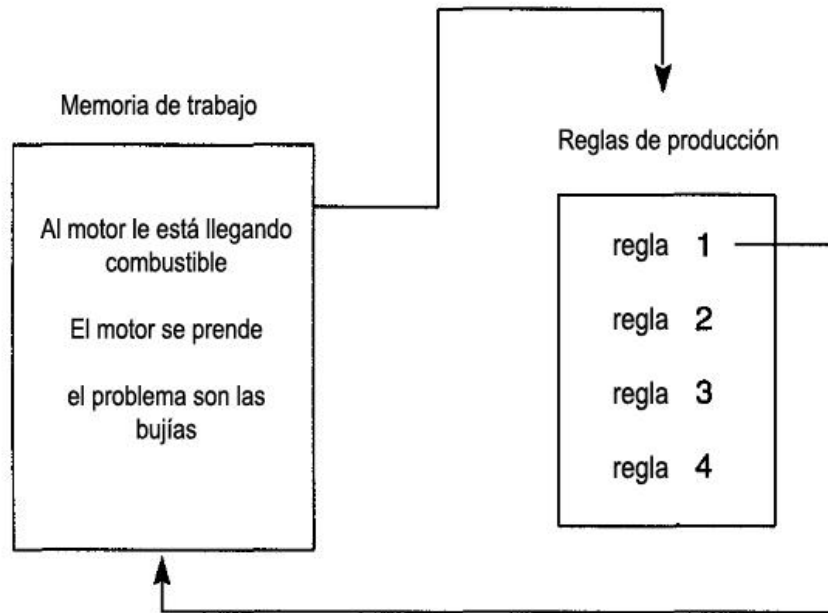 Memoria de trabajo
Al motor le está llegando
combustible
El motor se prende
el problema son las
bujías
Reglas de producción
regla 1
regla 2
regla 3
regla 4